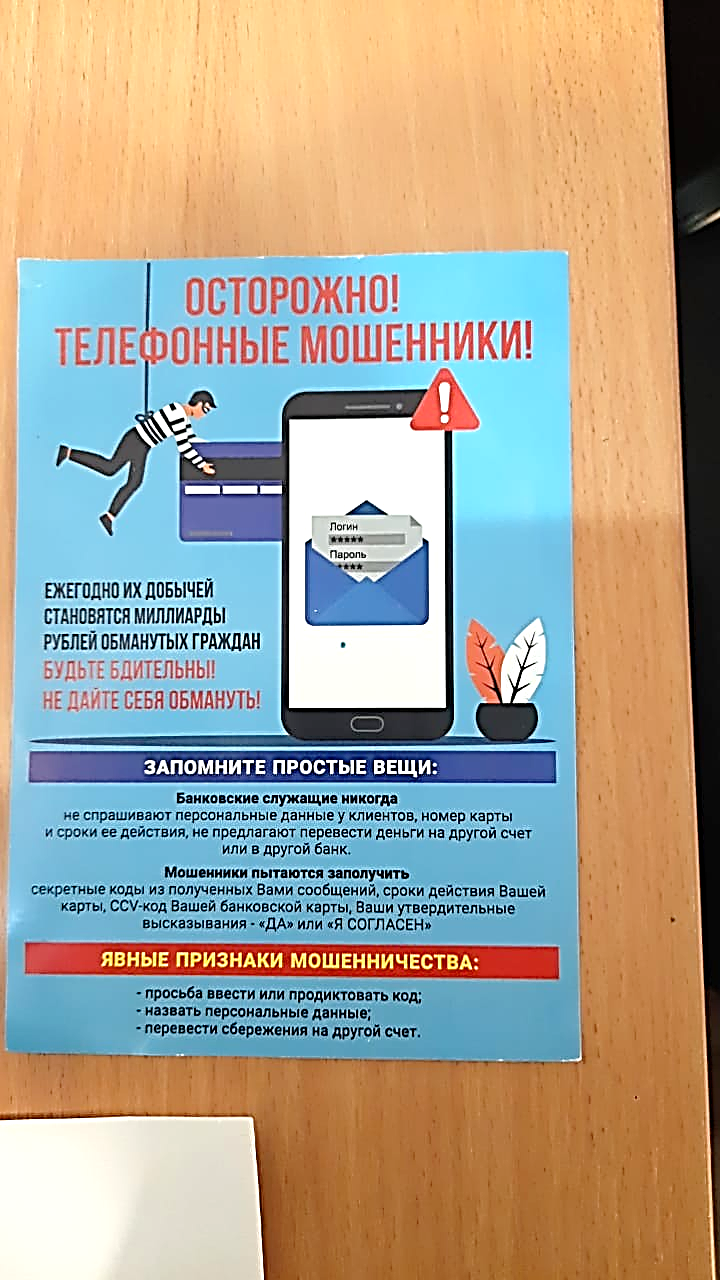 ОСТОРОЖНО!
ТЕЛЕФОННЫЕ МОШЕННИКИ!
Логин
*****
Пароль
****
ЕЖЕГОДНО ИХ ДОБЫЧЕЙ
СТАНОВЯТСЯ МИЛЛИАРДЫ
РУБЛЕЙ ОБМАНУТЫХ ГРАЖДАН
БУДЬТЕ БДИТЕЛЬНЫ!
НЕ ДАЙТЕ СЕБЯ ОБМАНУТЬ!
ЗАПОМНИТЕ ПРОСТЫЕ ВЕЩИ:
Банковские служащие никогда
не спрашивают персональные данные у клиентов, номер карты
и сроки ее действия, не предлагают перевести деньги на другой счет
или в другой банк.
Мошенники пытаются заполучить
секретные коды из полученных Вами сообщений, сроки действия Вашей
карты, CCV-код Вашей банковской карты, Ваши утвердительные
высказывания - «ДА» или «Я СОГЛАСЕН»
ЯВНЫЕ ПРИЗНАКИ МОШЕННИЧЕСТВА:
- просьба ввести или продиктовать код;
- назвать персональные данные;
- перевести сбережения на другой счет.